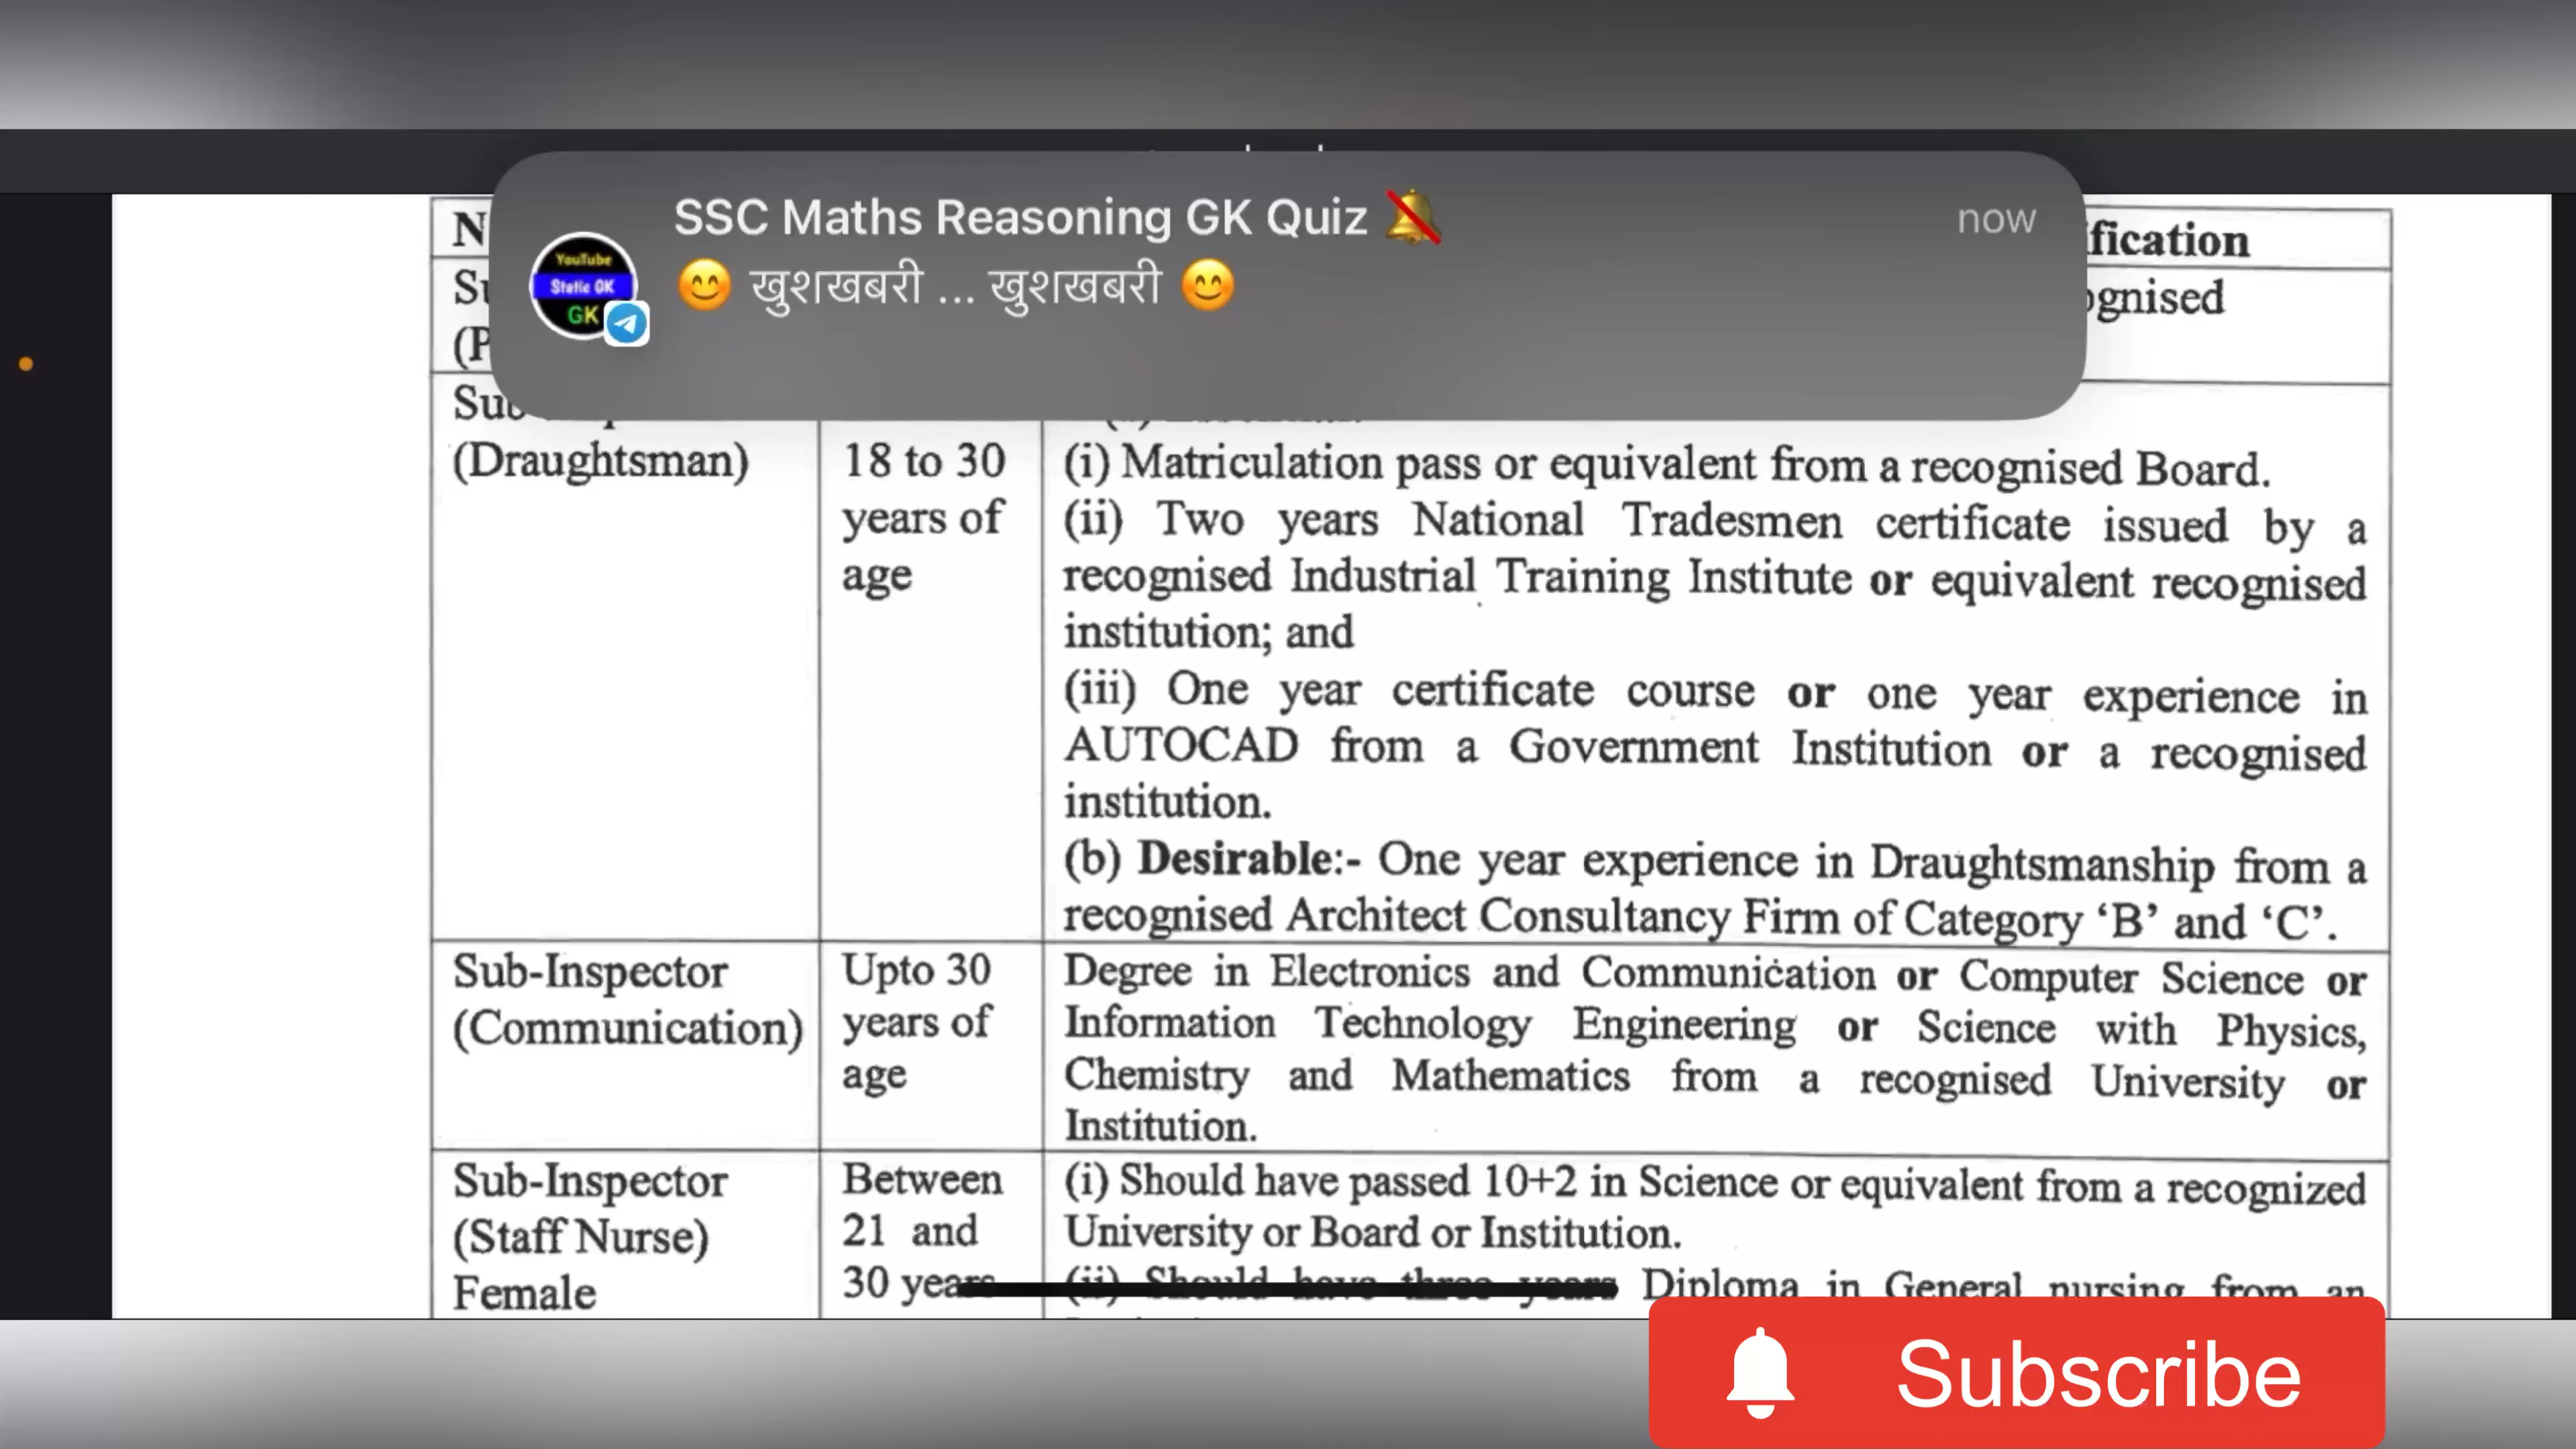 SSC Maths Reasoning GK Quiz 🔕
now
😊 खुशखबरी ... खुशखबरी 😊
YouTube
Static GK
GK
fication
ognised
(Draughtsman)
18 to 30
years of
age
(i) Matriculation pass or equivalent from a recognised Board.
(ii) Two years National Tradesmen certificate issued by a
recognised Industrial Training Institute or equivalent recognised
institution; and
(iii) One year certificate course or one year experience in
AUTOCAD from a Government Institution or a recognised
institution.
(b) Desirable:- One year experience in Draughtsmanship from a
recognised Architect Consultancy Firm of Category ‘B’ and ‘C’.
Sub-Inspector
(Communication)
Upto 30
years of
age
Degree in Electronics and Communication or Computer Science or
Information Technology Engineering or Science with Physics,
Chemistry and Mathematics from a recognised University or
Institution.
Sub-Inspector
(Staff Nurse)
Female
Between
21 and
30 years
(i) Should have passed 10+2 in Science or equivalent from a recognized
University or Board or Institution.
(ii) Should have three years Diploma in General nursing from an
Subscribe